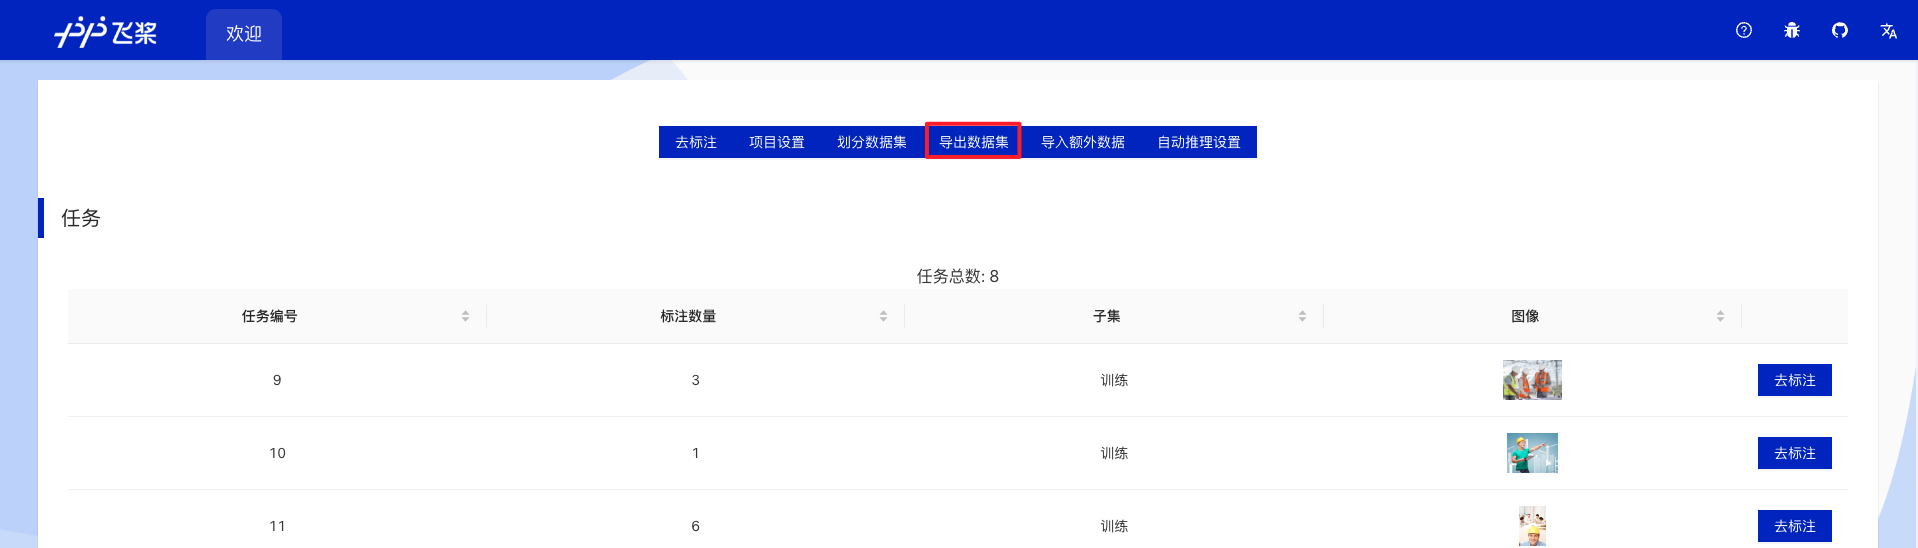 飞桨 欢迎
去标注 项目设置 划分数据集 导出数据集 导入额外数据 自动推理设置
任务
任务总数: 8
任务编号 标注数量 子集 图像
9 3 训练 去标注
10 1 训练 去标注
11 6 训练 去标注